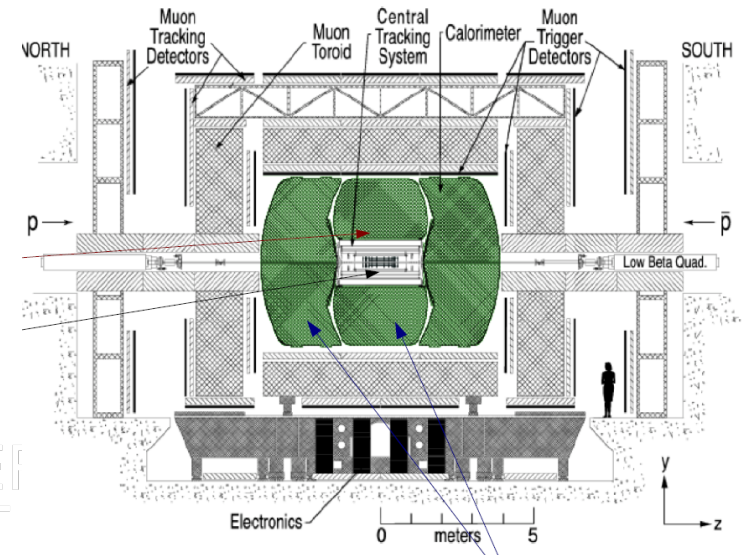 Muon
Tracking
Detectors
Muon
Toroid
Central
Tracking
System
Calorimeter
Muon
Trigger
Detectors
NORTH
SOUTH
p
p̄
Low Beta Quad.
Electronics
0
meters
5
y
z